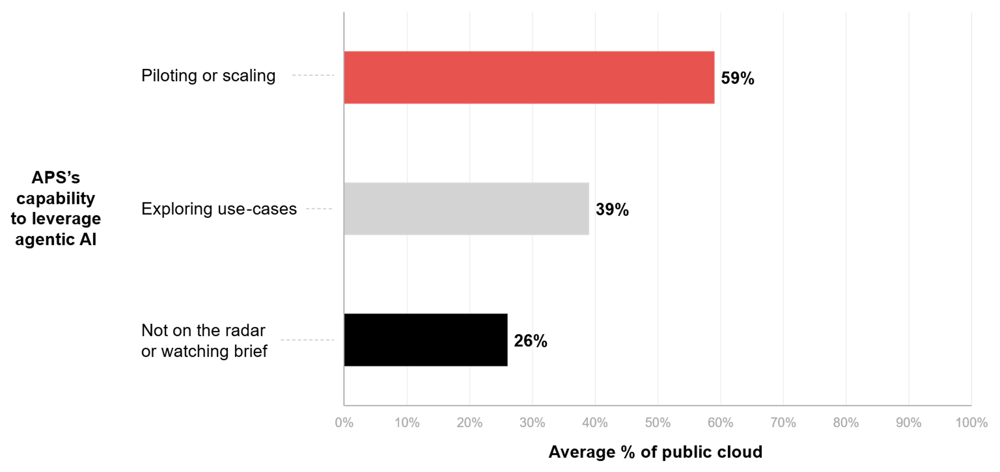 APS’s
capability
to leverage
agentic AI
Piloting or scaling
59%
Exploring use-cases
39%
Not on the radar
or watching brief
26%
0% 10% 20% 30% 40% 50% 60% 70% 80% 90% 100%
Average % of public cloud